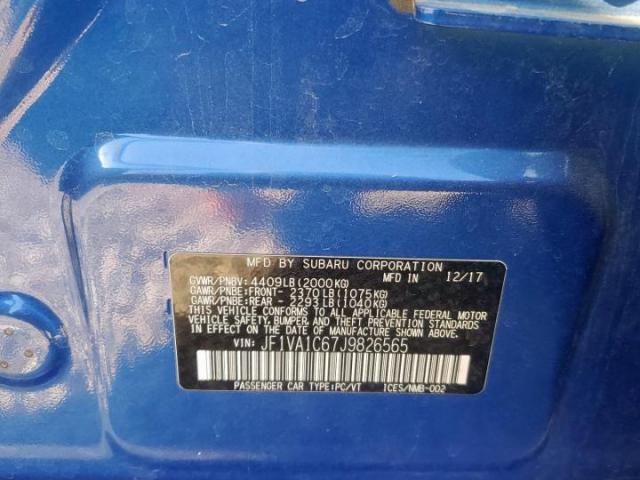 MFD BY SUBARU CORPORATION 12/17
GVWR/PNBV: 4409LB(2000KG)
GAWR/PNBE:FRONT- 2370LB(1075KG)
GAWR/PNBE:REAR - 2293LB(1040KG)
THIS VEHICLE CONFORMS TO ALL APPLICABLE FEDERAL MOTOR
VEHICLE SAFETY, BUMPER AND THEFT PREVENTION STANDARDS
IN EFFECT ON THE DATE OF MANUFACTURE SHOWN ABOVE.
VIN: JF1VA1C67J9826565
PASSENGER CAR TYPE:PC/VT ICES/NMB-002